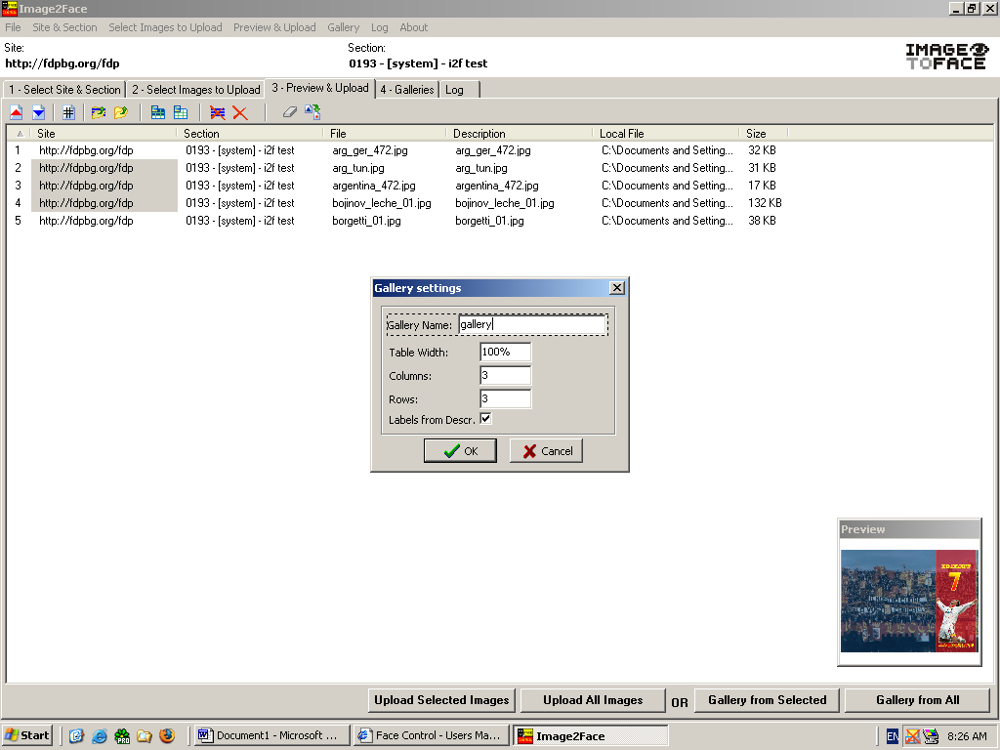 Image2Face
File Site & Section Select Images to Upload Preview & Upload Gallery Log About
Site: Section:
http://fdpbg.org/fdp 0193 - [system] - i2f test
IMAGE
TOFACE
1 - Select Site & Section 2 - Select Images to Upload 3 - Preview & Upload 4 - Galleries Log
Site Section File Description Local File Size
1 http://fdpbg.org/fdp 0193 - [system] - i2f test arg_ger_472.jpg arg_ger_472.jpg C:\Documents and Setting... 32 KB
2 http://fdpbg.org/fdp 0193 - [system] - i2f test arg_tun.jpg arg_tun.jpg C:\Documents and Setting... 31 KB
3 http://fdpbg.org/fdp 0193 - [system] - i2f test argentina_472.jpg argentina_472.jpg C:\Documents and Setting... 17 KB
4 http://fdpbg.org/fdp 0193 - [system] - i2f test bojinov_leche_01.jpg bojinov_leche_01.jpg C:\Documents and Setting... 132 KB
5 http://fdpbg.org/fdp 0193 - [system] - i2f test borgetti_01.jpg borgetti_01.jpg C:\Documents and Setting... 38 KB
Gallery settings
Gallery Name: gallery
Table Width: 100%
Columns: 3
Rows: 3
Labels from Descr.
OK Cancel
Preview
7
Upload Selected Images Upload All Images OR Gallery from Selected Gallery from All
Start PRO Document1 - Microsoft ... Face Control - Users Ma... Image2Face EN 8:26 AM